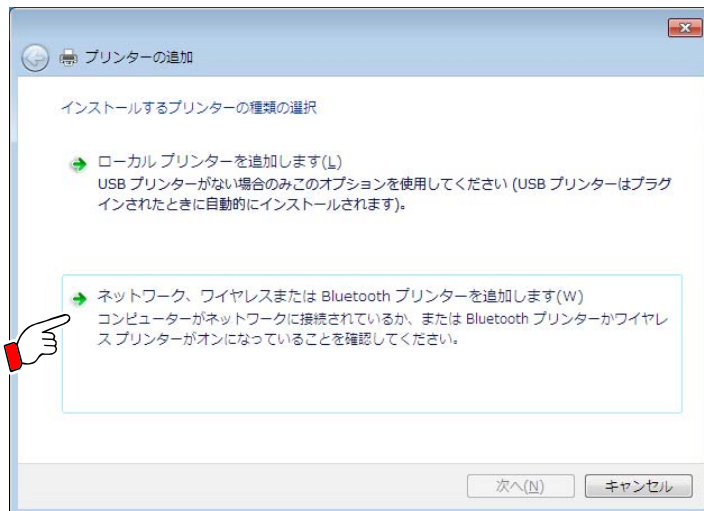 プリンターの追加
インストールするプリンターの種類の選択
ローカル プリンターを追加します(L)
USB プリンターがない場合のみこのオプションを使用してください (USB プリンターはプラグ
インされたときに自動的にインストールされます)。
ネットワーク、ワイヤレスまたは Bluetooth プリンターを追加します(W)
コンピューターがネットワークに接続されているか、または Bluetooth プリンターかワイヤレ
ス プリンターがオンになっていることを確認してください。
次へ(N)
キャンセル